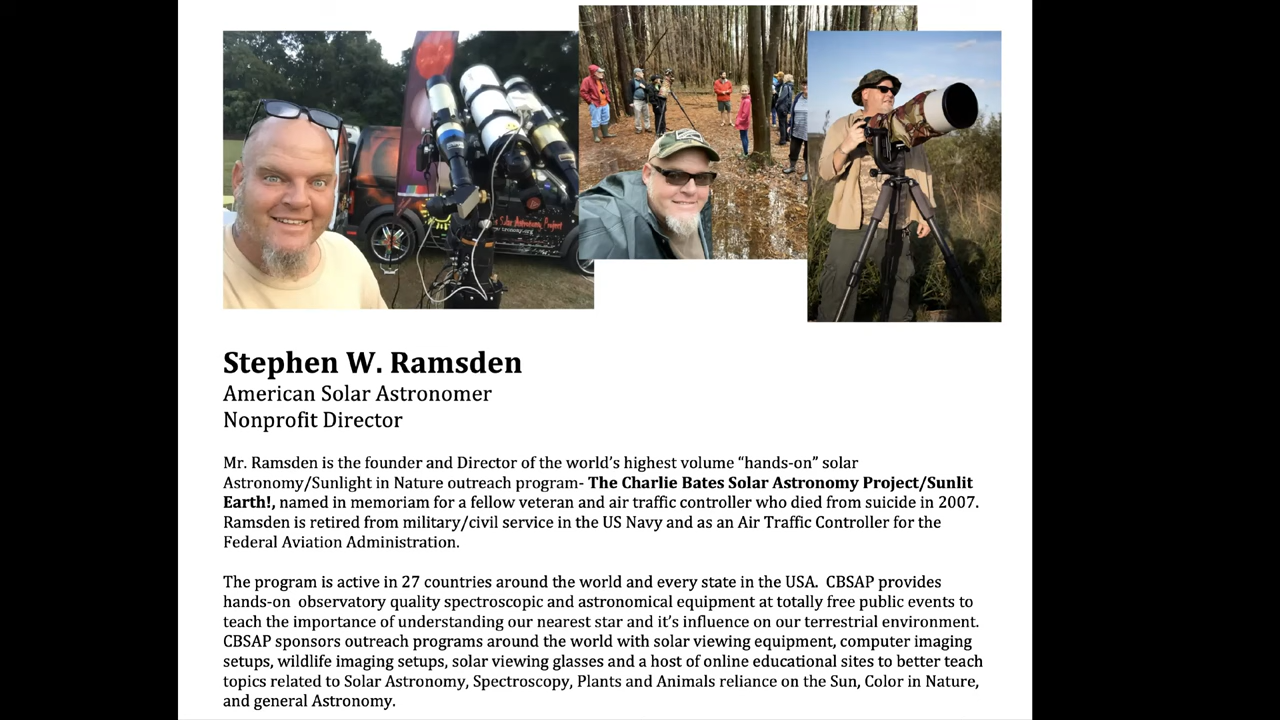 Solar Astronomy Project
Stephen W. Ramsden
American Solar Astronomer
Nonprofit Director
Mr. Ramsden is the founder and Director of the world's highest volume “hands-on” solar
Astronomy/Sunlight in Nature outreach program- The Charlie Bates Solar Astronomy Project/Sunlit
Earth!, named in memoriam for a fellow veteran and air traffic controller who died from suicide in 2007.
Ramsden is retired from military/civil service in the US Navy and as an Air Traffic Controller for the
Federal Aviation Administration.
The program is active in 27 countries around the world and every state in the USA.  CBSAP provides
hands-on  observatory quality spectroscopic and astronomical equipment at totally free public events to
teach the importance of understanding our nearest star and it's influence on our terrestrial environment.
CBSAP sponsors outreach programs around the world with solar viewing equipment, computer imaging
setups, wildlife imaging setups, solar viewing glasses and a host of online educational sites to better teach
topics related to Solar Astronomy, Spectroscopy, Plants and Animals reliance on the Sun, Color in Nature,
and general Astronomy.